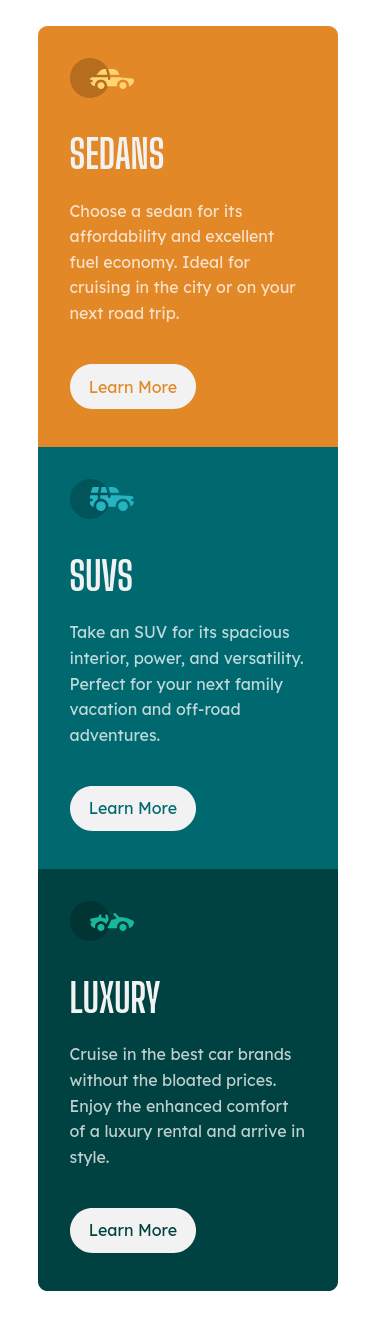 SEDANS
Choose a sedan for its
affordability and excellent
fuel economy. Ideal for
cruising in the city or on your
next road trip.
Learn More
SUVS
Take an SUV for its spacious
interior, power, and versatility.
Perfect for your next family
vacation and off-road
adventures.
Learn More
LUXURY
Cruise in the best car brands
without the bloated prices.
Enjoy the enhanced comfort
of a luxury rental and arrive in
style.
Learn More